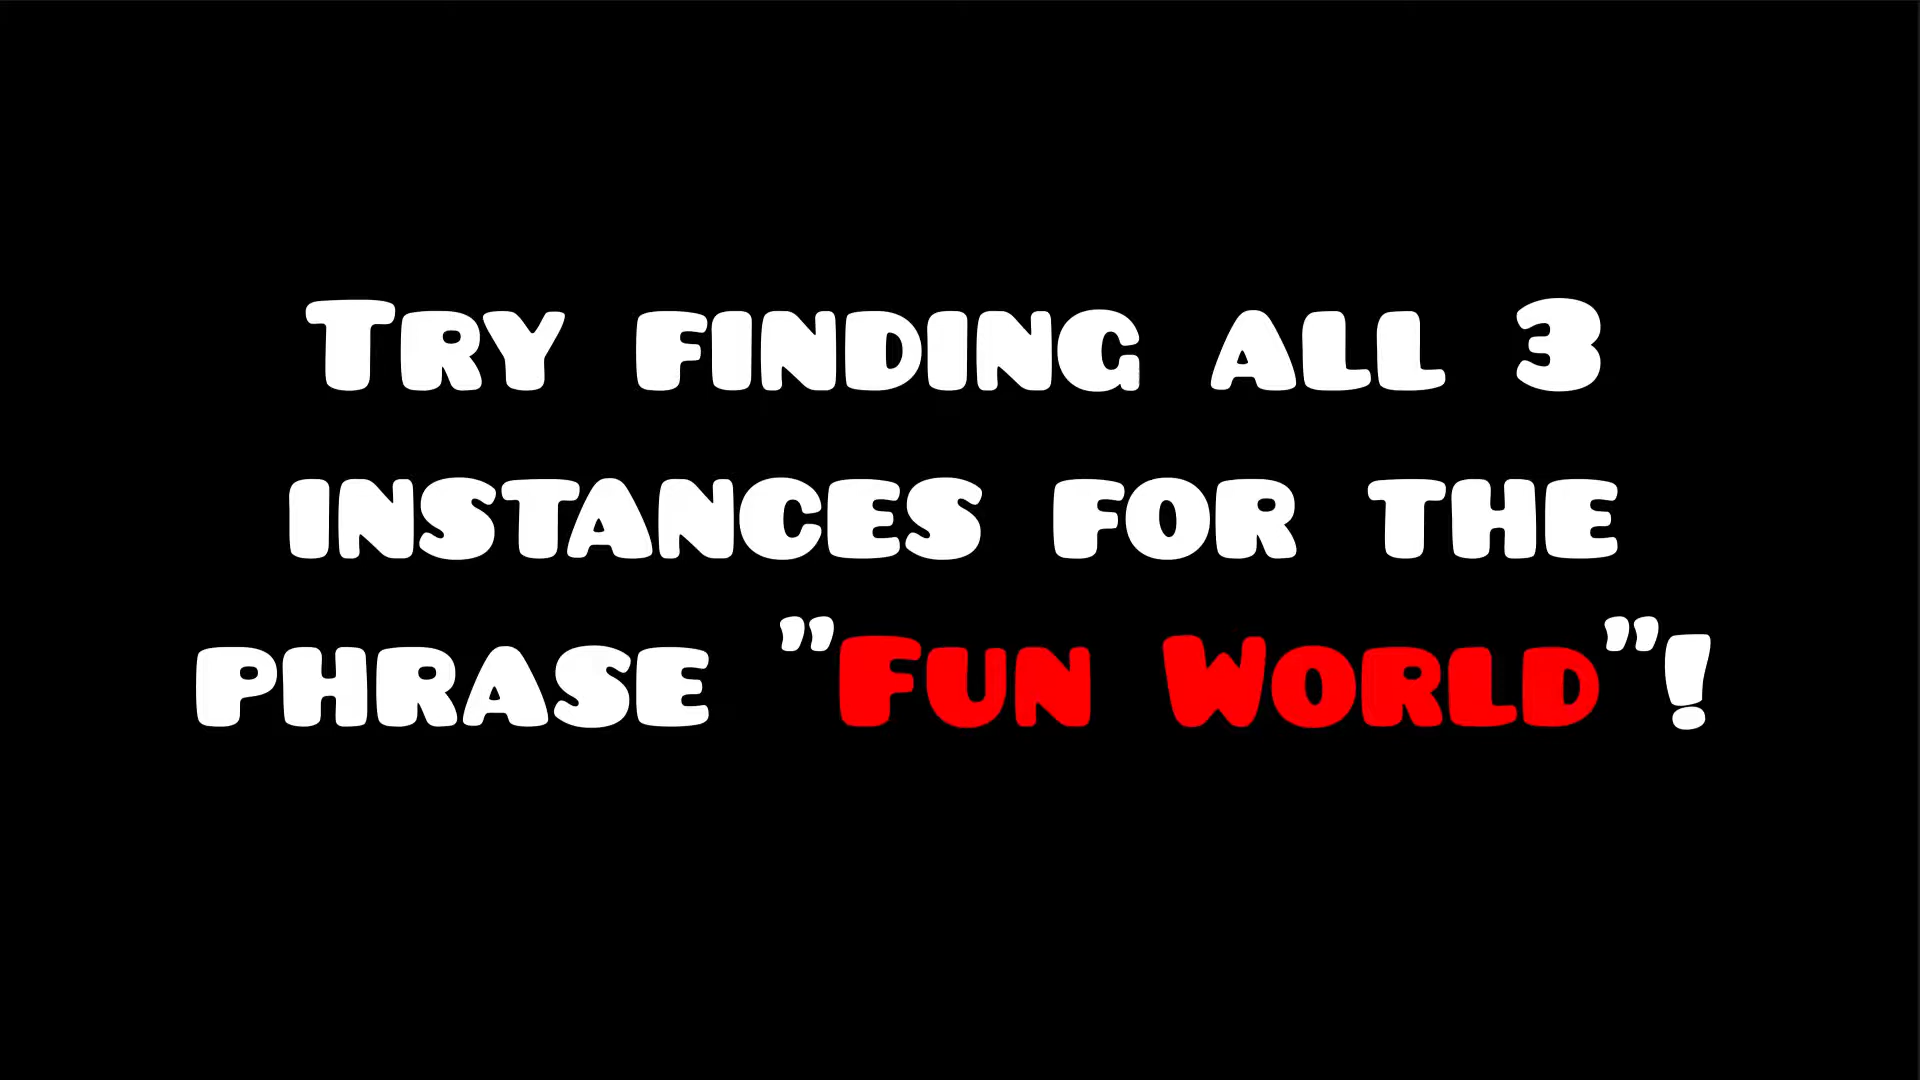 Try finding all 3
instances for the
phrase "Fun World"!